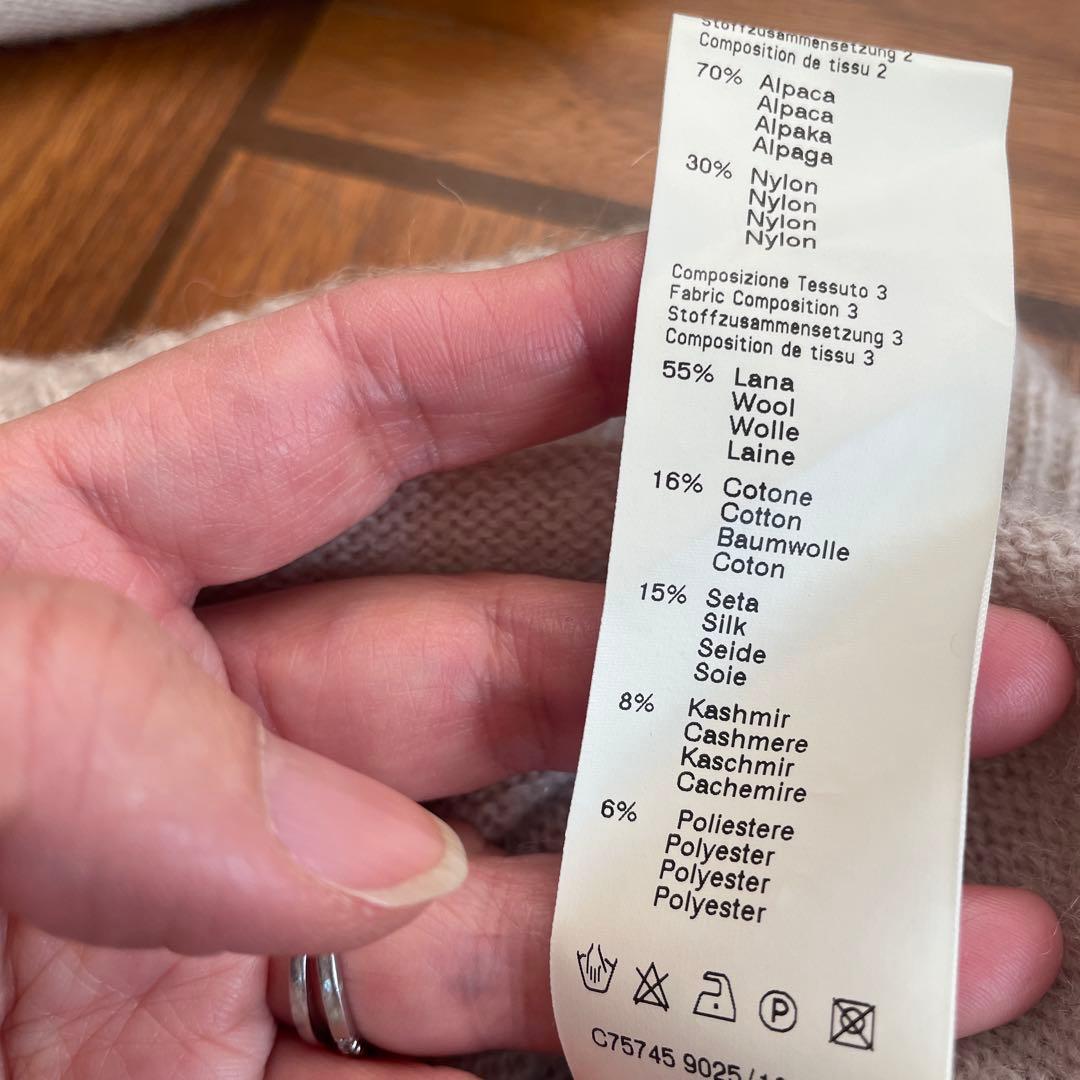 Stoffzusammensetzung 2
Composition de tissu 2
70% Alpaca
Alpaca
Alpaka
Alpaga
30% Nylon
Nylon
Nylon
Nylon
Composizione Tessuto 3
Fabric Composition 3
Stoffzusammensetzung 3
Composition de tissu 3
55% Lana
Wool
Wolle
Laine
16% Cotone
Cotton
Baumwolle
Coton
15% Seta
Silk
Seide
Soie
8% Kashmir
Cashmere
Kaschmir
Cachemire
6% Poliestere
Polyester
Polyester
Polyester
P
C75745